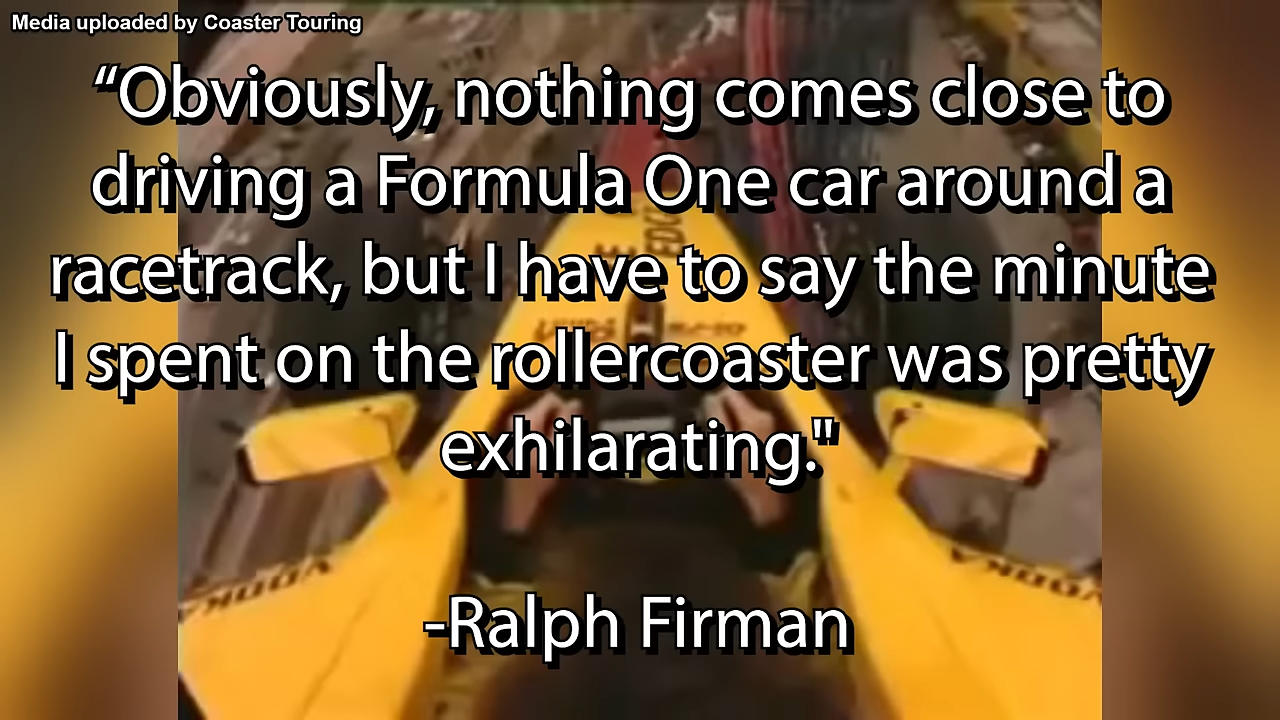 Media uploaded by Coaster Touring
“Obviously, nothing comes close to
driving a Formula One car around a
racetrack, but I have to say the minute
I spent on the rollercoaster was pretty
exhilarating."
-Ralph Firman